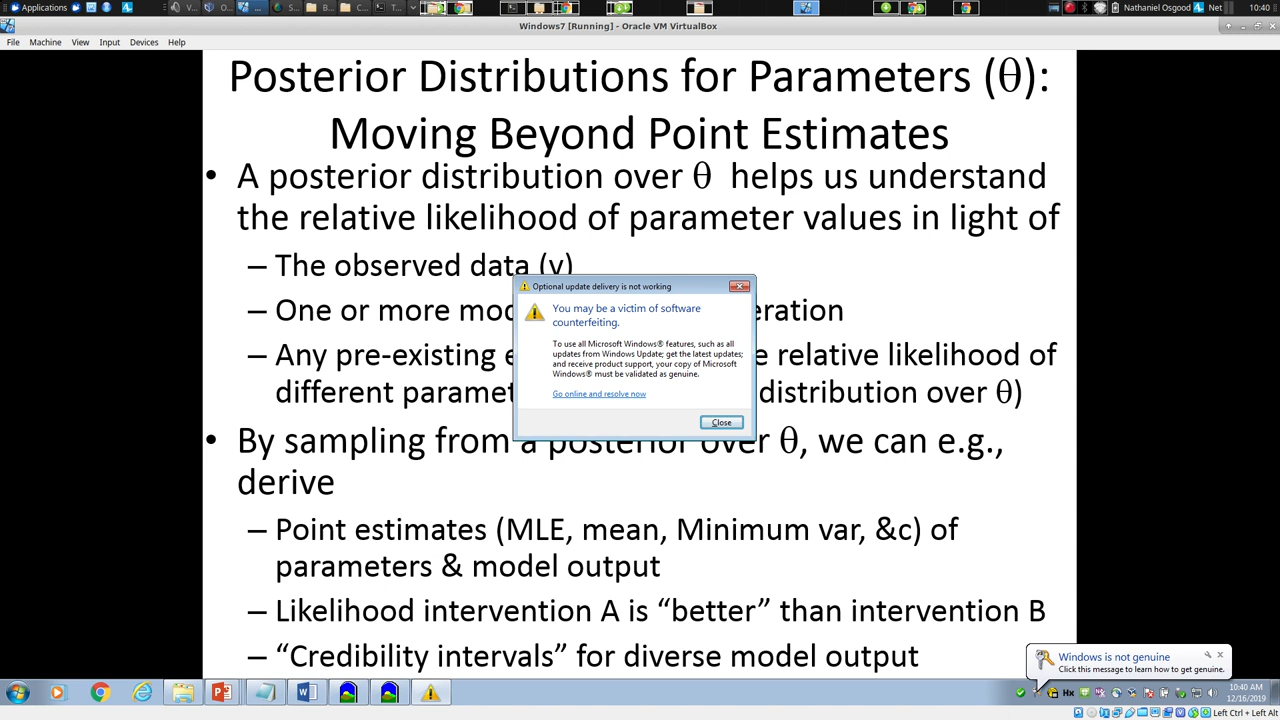 Applications
Nathaniel Osgood
Net
10:40
Windows7 [Running] - Oracle VM VirtualBox
File Machine View Input Devices Help
Posterior Distributions for Parameters (θ):
Moving Beyond Point Estimates
• A posterior distribution over θ helps us understand
the relative likelihood of parameter values in light of
– The observed data (y)
– One or more mod
eration
– Any pre-existing e
e relative likelihood of
different paramet
distribution over θ)
Optional update delivery is not working
You may be a victim of software
counterfeiting.
To use all Microsoft Windows® features, such as all
updates from Windows Update; get the latest updates;
and receive product support, your copy of Microsoft
Windows® must be validated as genuine.
Go online and resolve now
Close
• By sampling from a posterior over θ, we can e.g.,
derive
– Point estimates (MLE, mean, Minimum var, &c) of
parameters & model output
– Likelihood intervention A is “better” than intervention B
– “Credibility intervals” for diverse model output
Windows is not genuine
Click this message to learn how to get genuine.
10:40 AM
12/16/2019
Left Ctrl + Left Alt